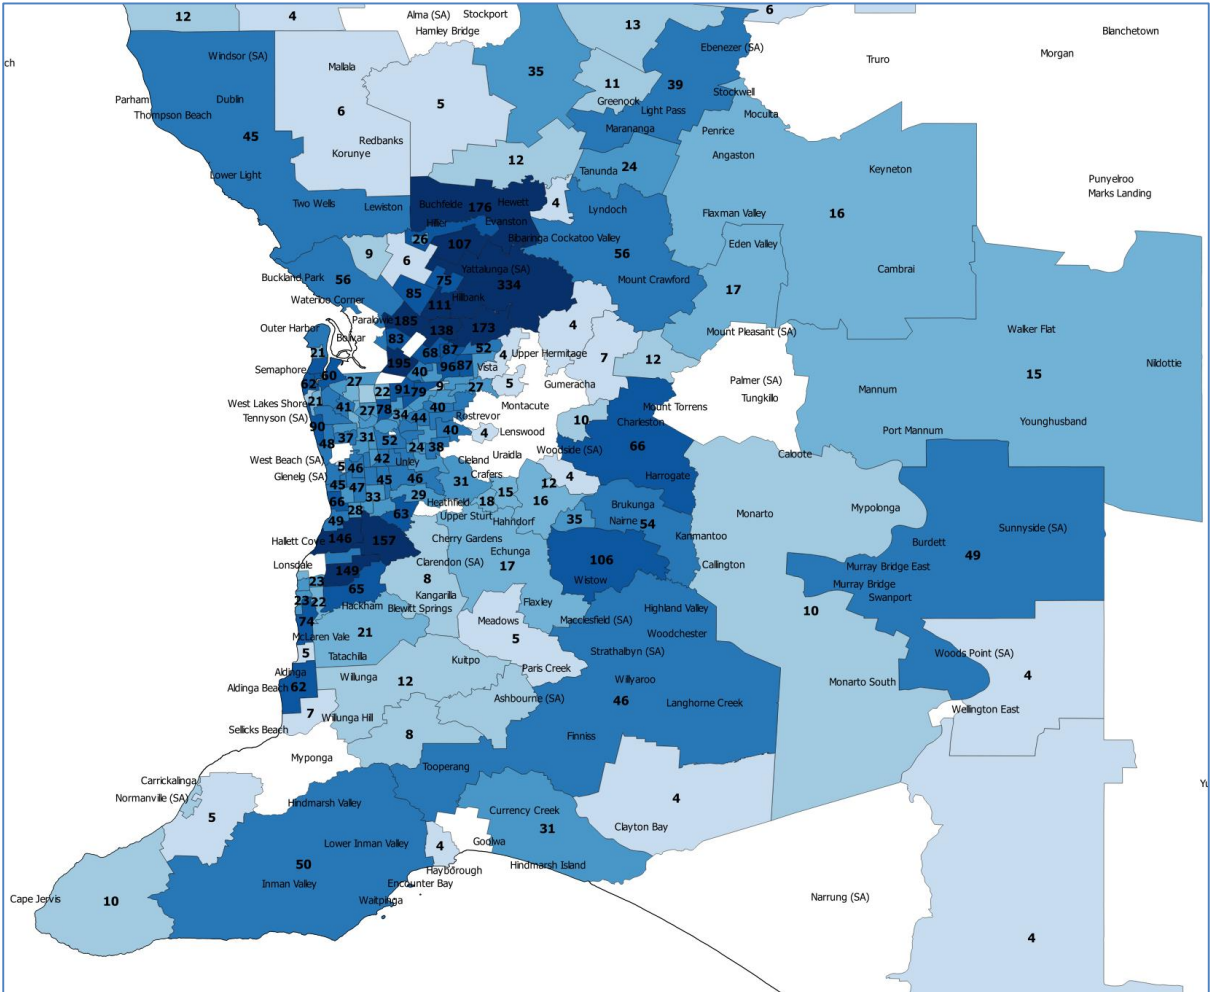 12
4
Alma (SA)
Stockport
6
Hamley Bridge
13
Blanchetown
Windsor (SA)
Ebenezer (SA)
Morgan
Truro
ch
Mallala
35
11
39
Stockwell
Parham
Dublin
Greenock
Light Pass
5
6
Thompson Beach
Moculta
Marananga
Penrice
45
Redbanks
Korunye
12
Angaston
Tanunda
24
Keyneton
Lower Light
Punyelroo
Marks Landing
Two Wells
Lewiston
Buchfelde
176
Hewett
4
Lyndoch
Flaxman Valley
16
Hillier
Evanston
26
107
Bibaringa
Cockatoo Valley
Eden Valley
9
6
56
Cambrai
Buckland Park
56
Yattalunga (SA)
75
334
Mount Crawford
17
85
Hillbank
111
Waterloo Corner
Paralowie
185
138
173
4
Outer Harbor
Bolivar
83
Mount Pleasant (SA)
Walker Flat
21
68
87
52
4
Upper Hermitage
7
12
Nildottie
195
40
96
87
Vista
Semaphore
60
62
27
22
91
79
9
27
5
Gumeracha
Palmer (SA)
Tungkillo
Mannum
15
West Lakes Shore
21
41
27
78
34
44
40
Montacute
Mount Torrens
Tennyson (SA)
90
Rostrevor
10
Charleston
Younghusband
48
37
31
52
40
4
Lenswood
Port Mannum
24
38
Woodside (SA)
66
Caloote
West Beach (SA)
5
46
42
Unley
Cleland
Uraidla
Glenelg (SA)
45
47
45
46
31
Crafers
12
4
Harrogate
66
33
29
Heathfield
18
15
16
Brukunga
Monarto
Mypolonga
28
63
Upper Sturt
Hahndorf
35
Nairne
54
Sunnyside (SA)
49
Hallett Cove
146
157
Cherry Gardens
Kanmantoo
Burdett
49
Echunga
17
106
Callington
Murray Bridge East
Lonsdale
Clarendon (SA)
149
8
Wistow
Murray Bridge
23
65
Kangarilla
Swanport
23
22
Hackham
Blewitt Springs
Flaxley
Highland Valley
10
74
Meadows
Macclesfield (SA)
Woodchester
McLaren Vale
21
5
Strathalbyn (SA)
Woods Point (SA)
5
Tatachilla
Kuitpo
Paris Creek
4
Aldinga
Willunga
12
Willyaroo
Monarto South
Aldinga Beach
62
Ashbourne (SA)
46
Langhorne Creek
7
Willunga Hill
Wellington East
Sellicks Beach
8
Finniss
Myponga
Tooperang
Carrickalinga
Yu
Normanville (SA)
Hindmarsh Valley
Currency Creek
4
5
31
Clayton Bay
Lower Inman Valley
4
Goolwa
50
Hayborough
Hindmarsh Island
Inman Valley
Encounter Bay
Cape Jervis
10
Waitpinga
Narrung (SA)
4